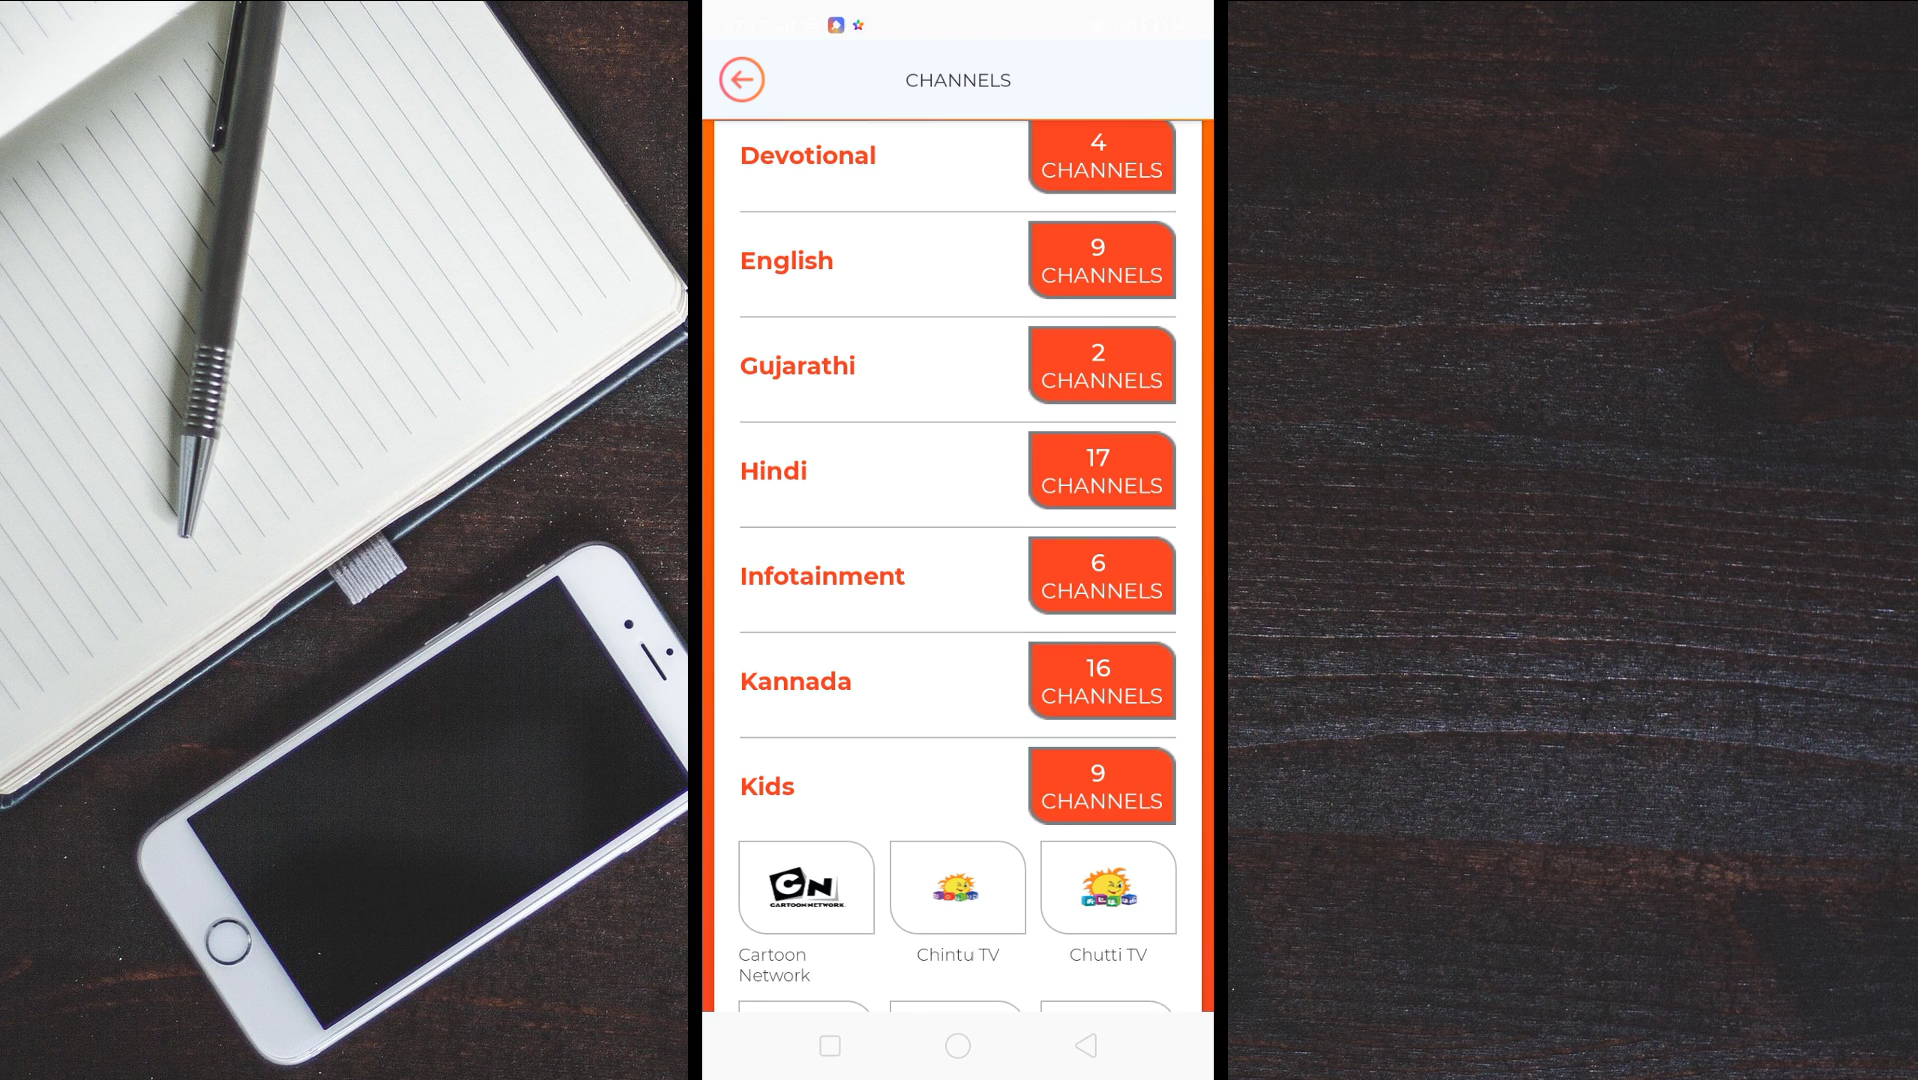 CHANNELS
Devotional
4
CHANNELS
English
9
CHANNELS
Gujarathi
2
CHANNELS
Hindi
17
CHANNELS
Infotainment
6
CHANNELS
Kannada
16
CHANNELS
Kids
9
CHANNELS
CN
CARTOON NETWORK
Cartoon
Network
Chintu TV
Chutti TV